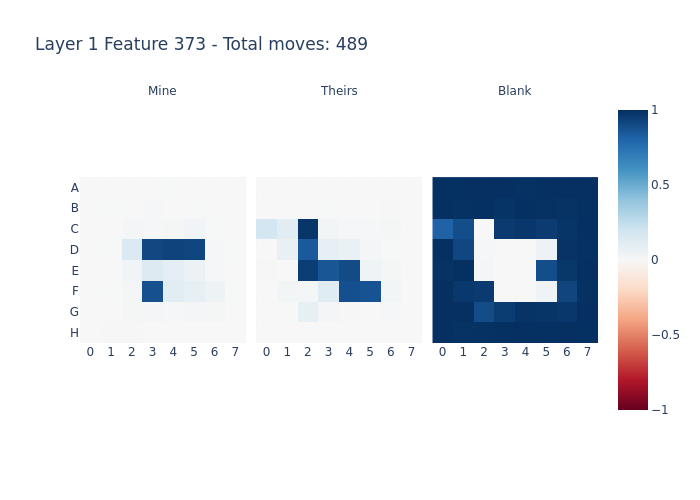 Layer 1 Feature 373 - Total moves: 489
Mine
Theirs
Blank
A
B
C
D
E
F
G
H
0 1 2 3 4 5 6 7
0 1 2 3 4 5 6 7
0 1 2 3 4 5 6 7
1
0.5
0
−0.5
−1